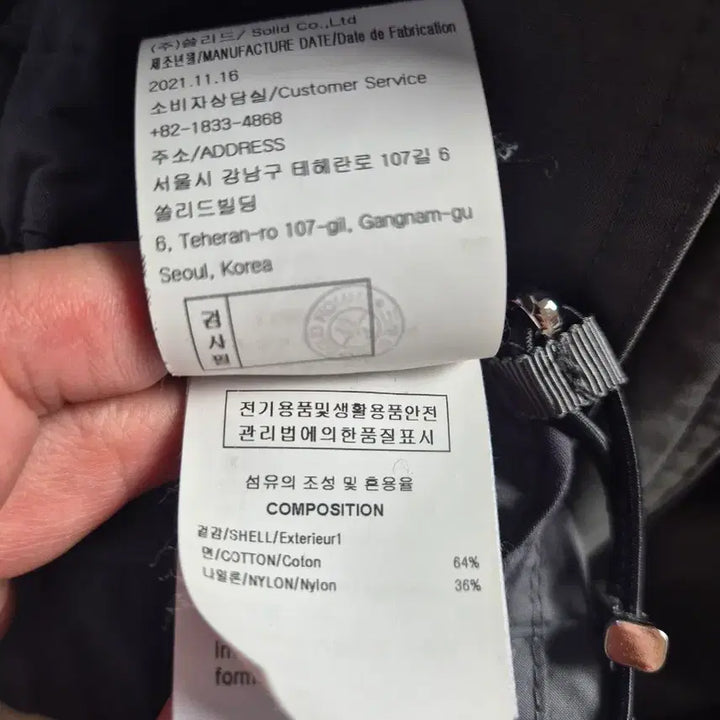 (주)쏠리드/ Solid Co.,Ltd
제조년월/MANUFACTURE DATE/Date de Fabrication
2021.11.16
소비자상담실/Customer Service
+82-1833-4868
주소/ADDRESS
서울시 강남구 테헤란로 107길 6
쏠리드빌딩
6, Teheran-ro 107-gil, Gangnam-gu
Seoul, Korea
검사필
전기용품및생활용품안전
관리법에의한품질표시
섬유의 조성 및 혼용율
COMPOSITION
겉감/SHELL/Exterieur1
면/COTTON/Coton 64%
나일론/NYLON/Nylon 36%